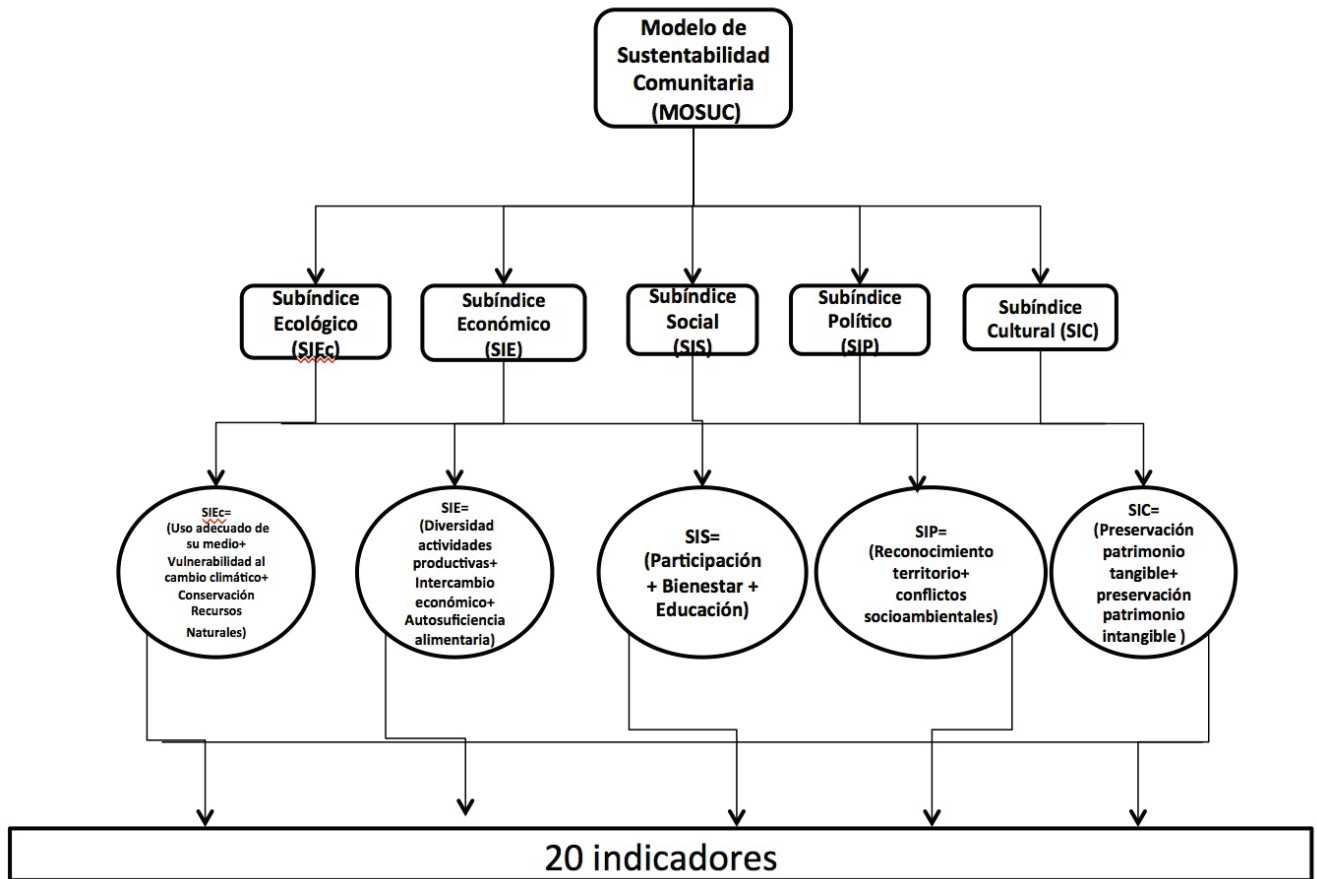 Modelo de
Sustentabilidad
Comunitaria
(MOSUC)
Subíndice
Ecológico
(SIEc)
Subíndice
Económico
(SIE)
Subíndice
Social
(SIS)
Subíndice
Político
(SIP)
Subíndice
Cultural (SIC)
SIEc=
(Uso adecuado de
su medio+
Vulnerabilidad al
cambio climático+
Conservación
Recursos
Naturales)
SIE=
(Diversidad
actividades
productivas+
Intercambio
económico+
Autosuficiencia
alimentaria)
SIS=
(Participación
+ Bienestar +
Educación)
SIP=
(Reconocimiento
territorio+
conflictos
socioambientales)
SIC=
(Preservación
patrimonio
tangible+
preservación
patrimonio
intangible )
20 indicadores